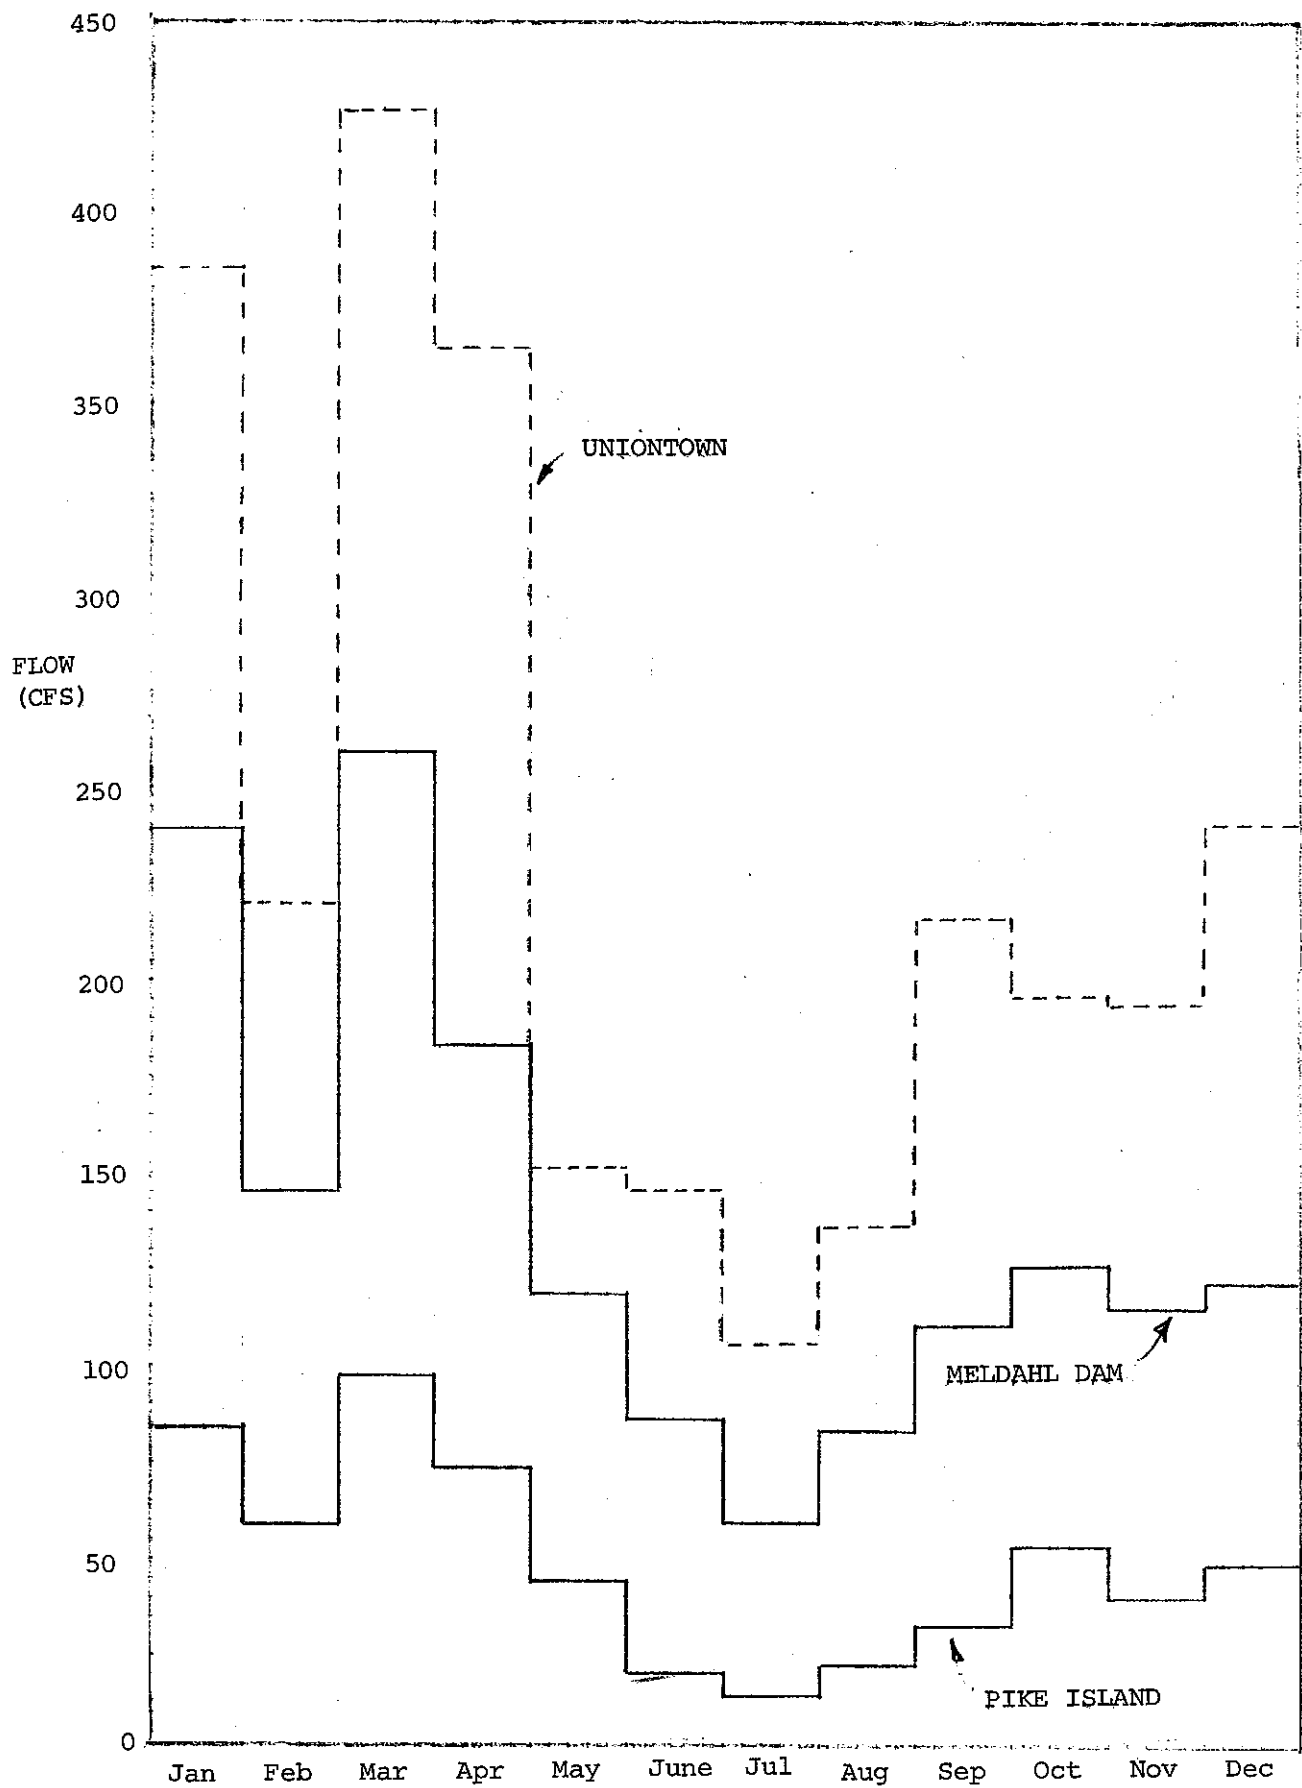 450
400
350
UNIONTOWN
300
FLOW
(CFS)
250
200
150
100
MELDAHL DAM
50
PIKE ISLAND
0
Jan Feb Mar Apr May June Jul Aug Sep Oct Nov Dec